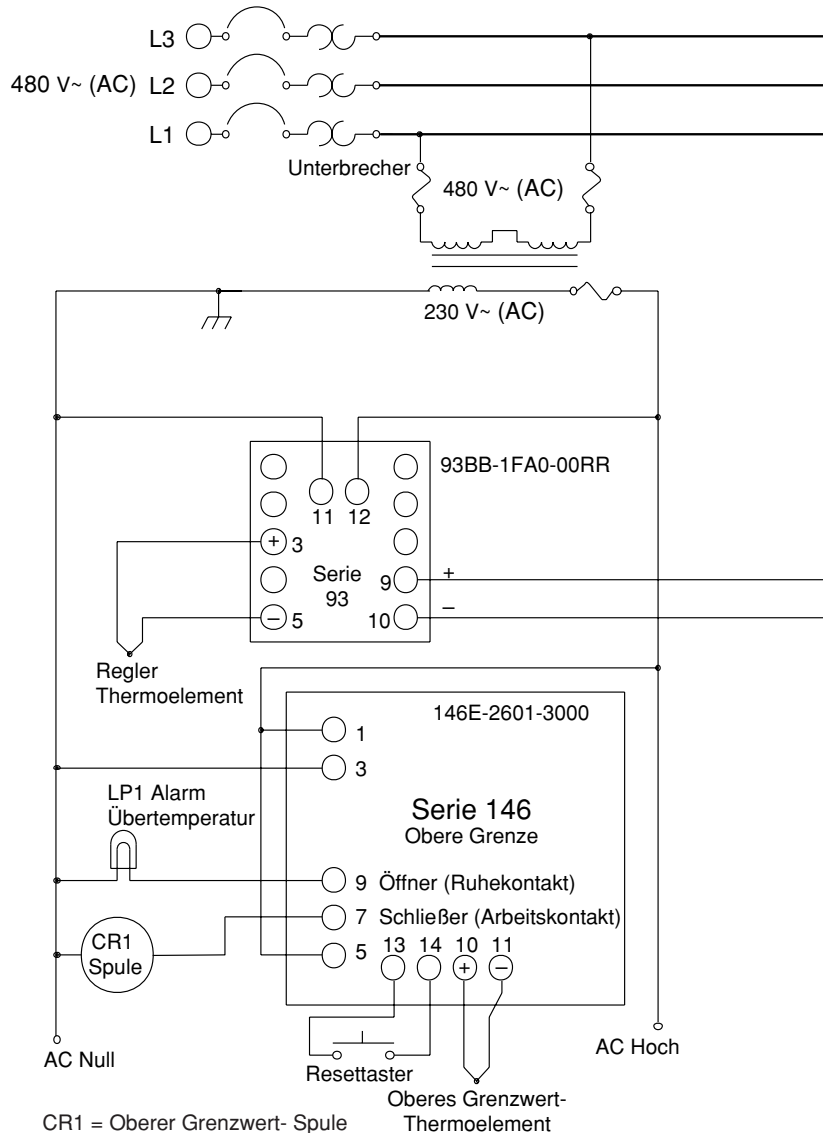 L3
480 V~ (AC) L2
L1
Unterbrecher
480 V~ (AC)
230 V~ (AC)
93BB-1FA0-00RR
11 12
+ 3
Serie
93
9 +
10 –
– 5
Regler
Thermoelement
146E-2601-3000
1
3
Serie 146
Obere Grenze
LP1 Alarm
Übertemperatur
9 Öffner (Ruhekontakt)
7 Schließer (Arbeitskontakt)
CR1
Spule
5 13 14 10 11
+ –
AC Null
Resettaster
AC Hoch
Oberes Grenzwert-
Thermoelement
CR1 = Oberer Grenzwert- Spule